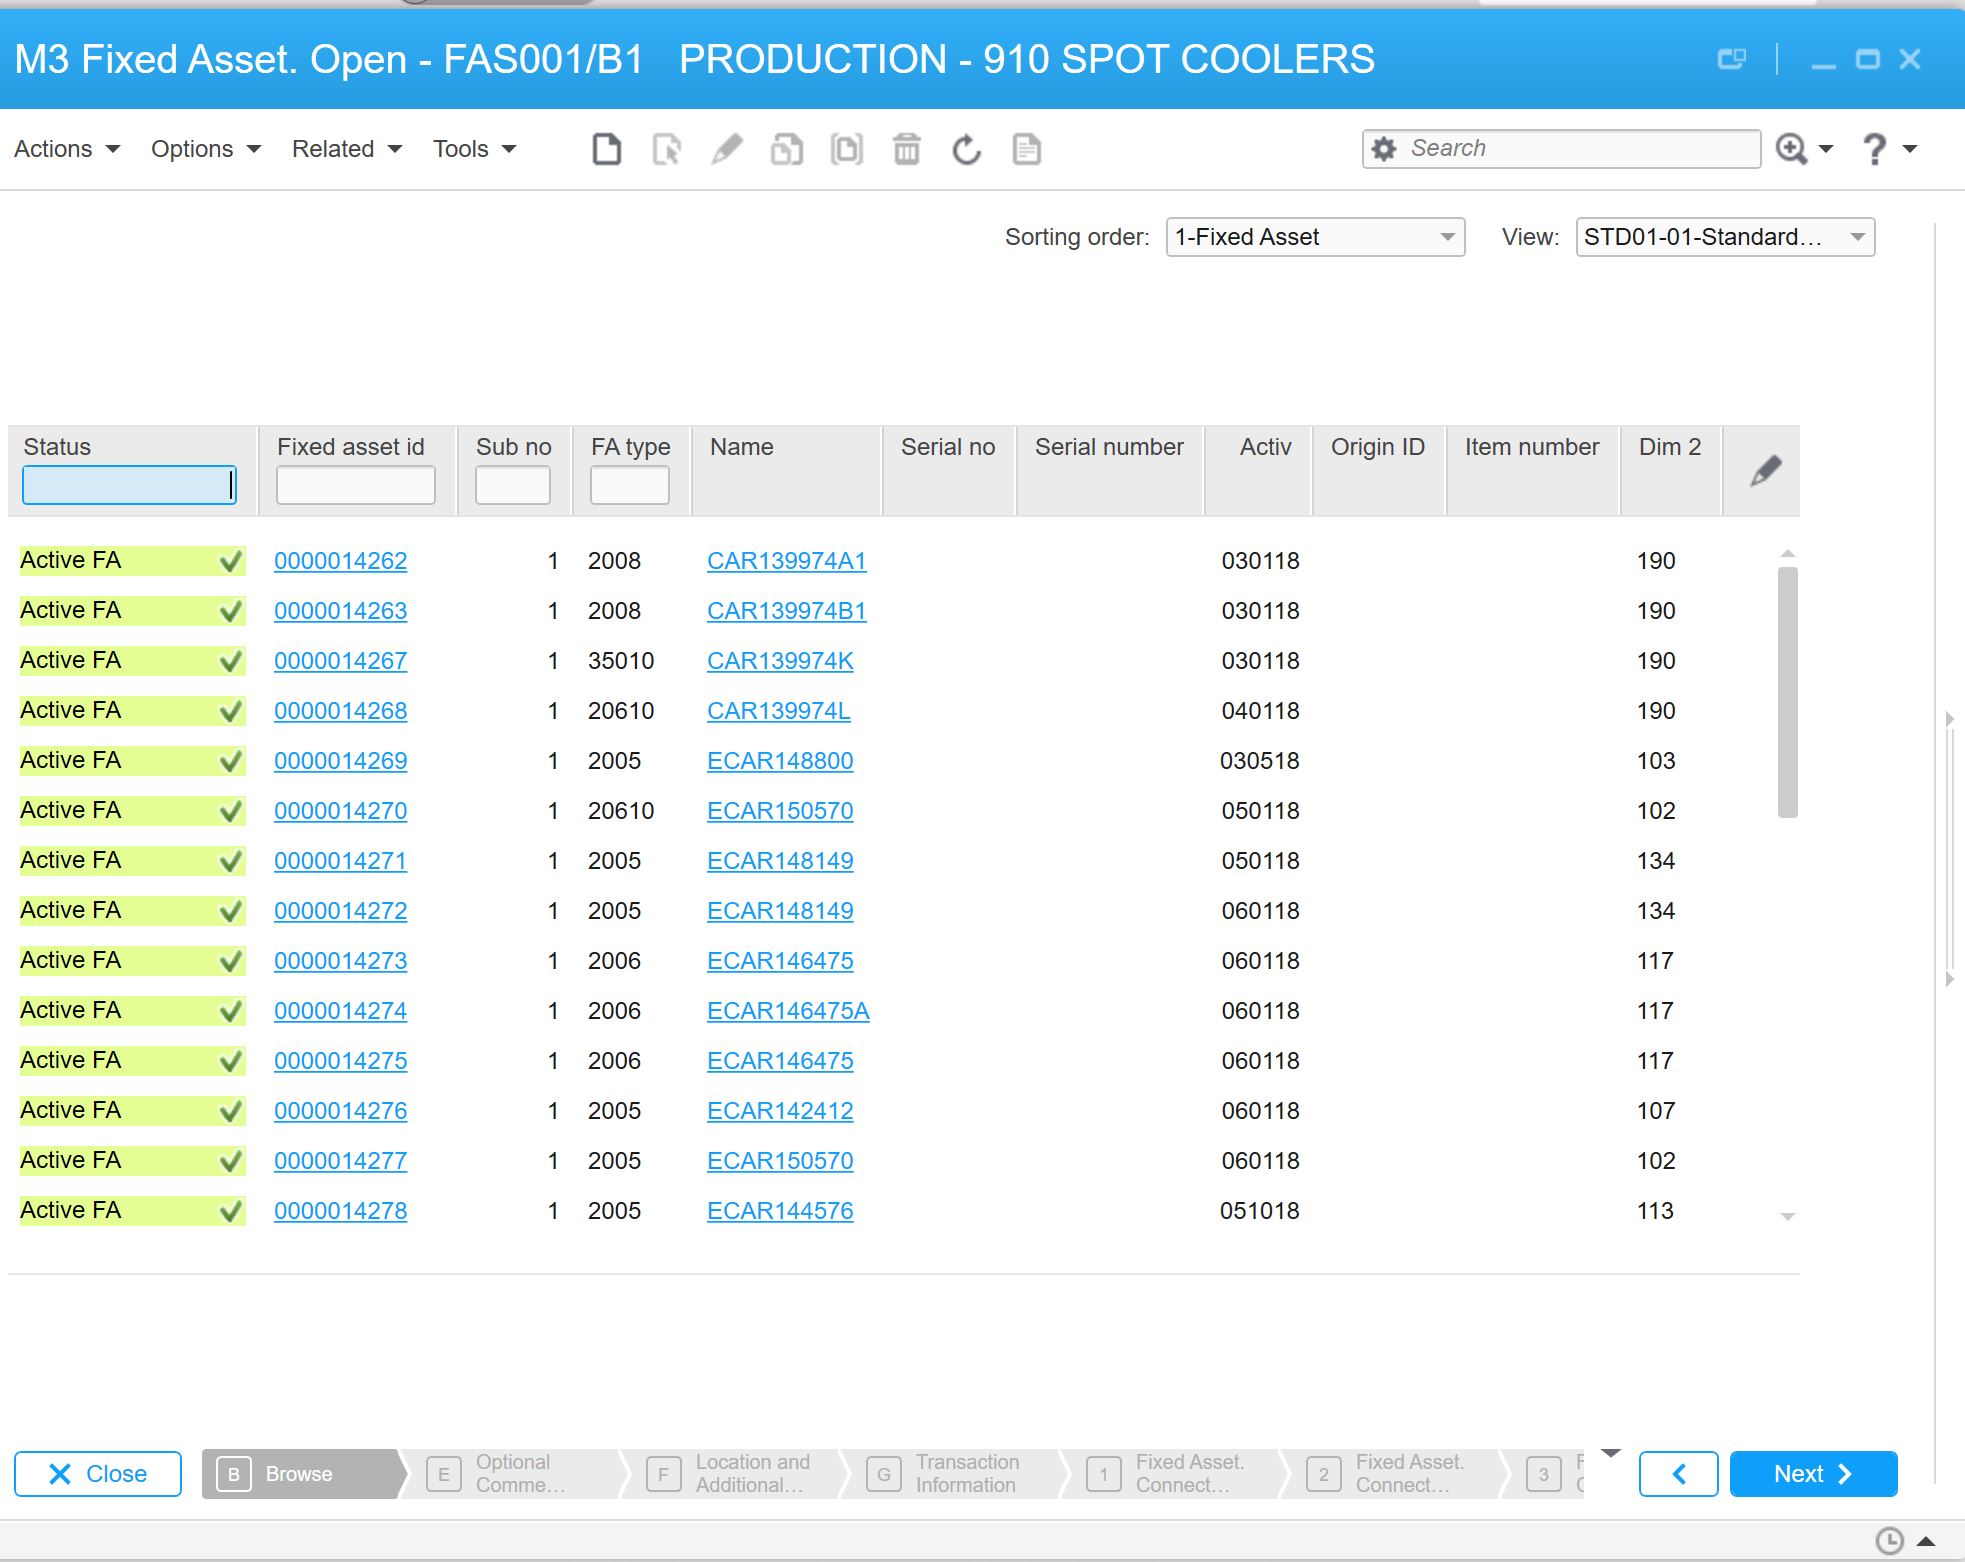 M3 Fixed Asset. Open - FAS001/B1 PRODUCTION - 910 SPOT COOLERS
Actions Options Related Tools Search ?
Sorting order: 1-Fixed Asset View: STD01-01-Standard...
Status Fixed asset id Sub no FA type Name Serial no Serial number Activ Origin ID Item number Dim 2
Active FA 0000014262 1 2008 CAR139974A1 030118 190
Active FA 0000014263 1 2008 CAR139974B1 030118 190
Active FA 0000014267 1 35010 CAR139974K 030118 190
Active FA 0000014268 1 20610 CAR139974L 040118 190
Active FA 0000014269 1 2005 ECAR148800 030518 103
Active FA 0000014270 1 20610 ECAR150570 050118 102
Active FA 0000014271 1 2005 ECAR148149 050118 134
Active FA 0000014272 1 2005 ECAR148149 060118 134
Active FA 0000014273 1 2006 ECAR146475 060118 117
Active FA 0000014274 1 2006 ECAR146475A 060118 117
Active FA 0000014275 1 2006 ECAR146475 060118 117
Active FA 0000014276 1 2005 ECAR142412 060118 107
Active FA 0000014277 1 2005 ECAR150570 060118 102
Active FA 0000014278 1 2005 ECAR144576 051018 113
Close B Browse E Optional Comme... F Location and Additional... G Transaction Information 1 Fixed Asset. Connect... 2 Fixed Asset. Connect... 3 Next